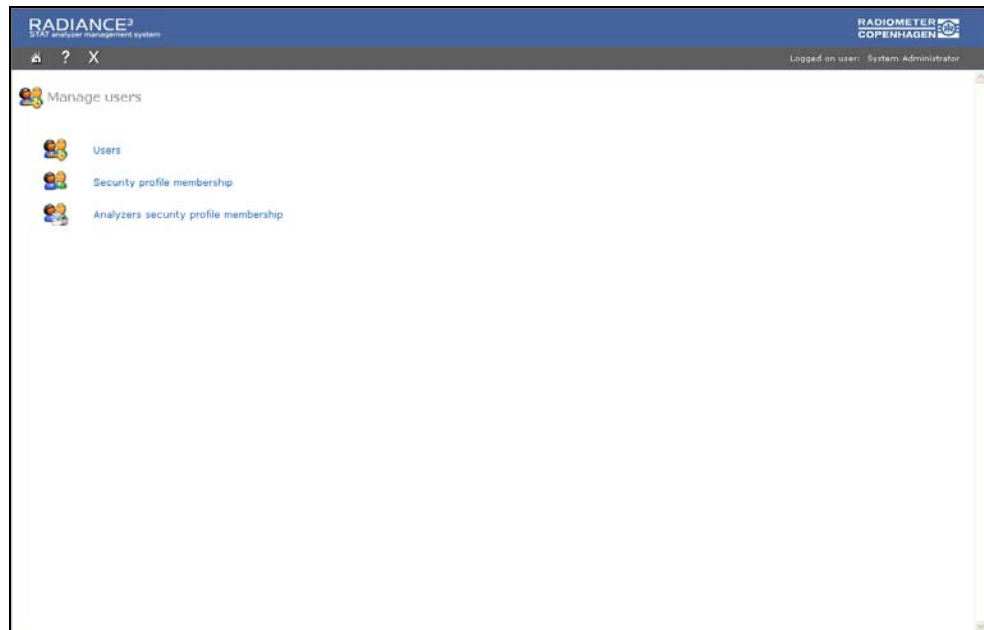 RADIANCE³
STAT analyzer management system
RADIOMETER
COPENHAGEN
? X
Logged on user: System Administrator
Manage users
Users
Security profile membership
Analyzers security profile membership